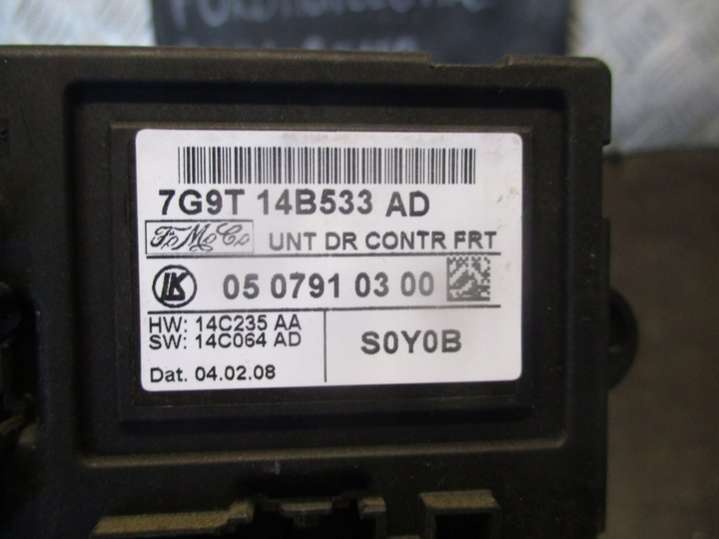 7G9T 14B533 AD
FoMoCo UNT DR CONTR FRT
LK 05 0791 03 00
HW: 14C235 AA
SW: 14C064 AD
S0Y0B
Dat. 04.02.08